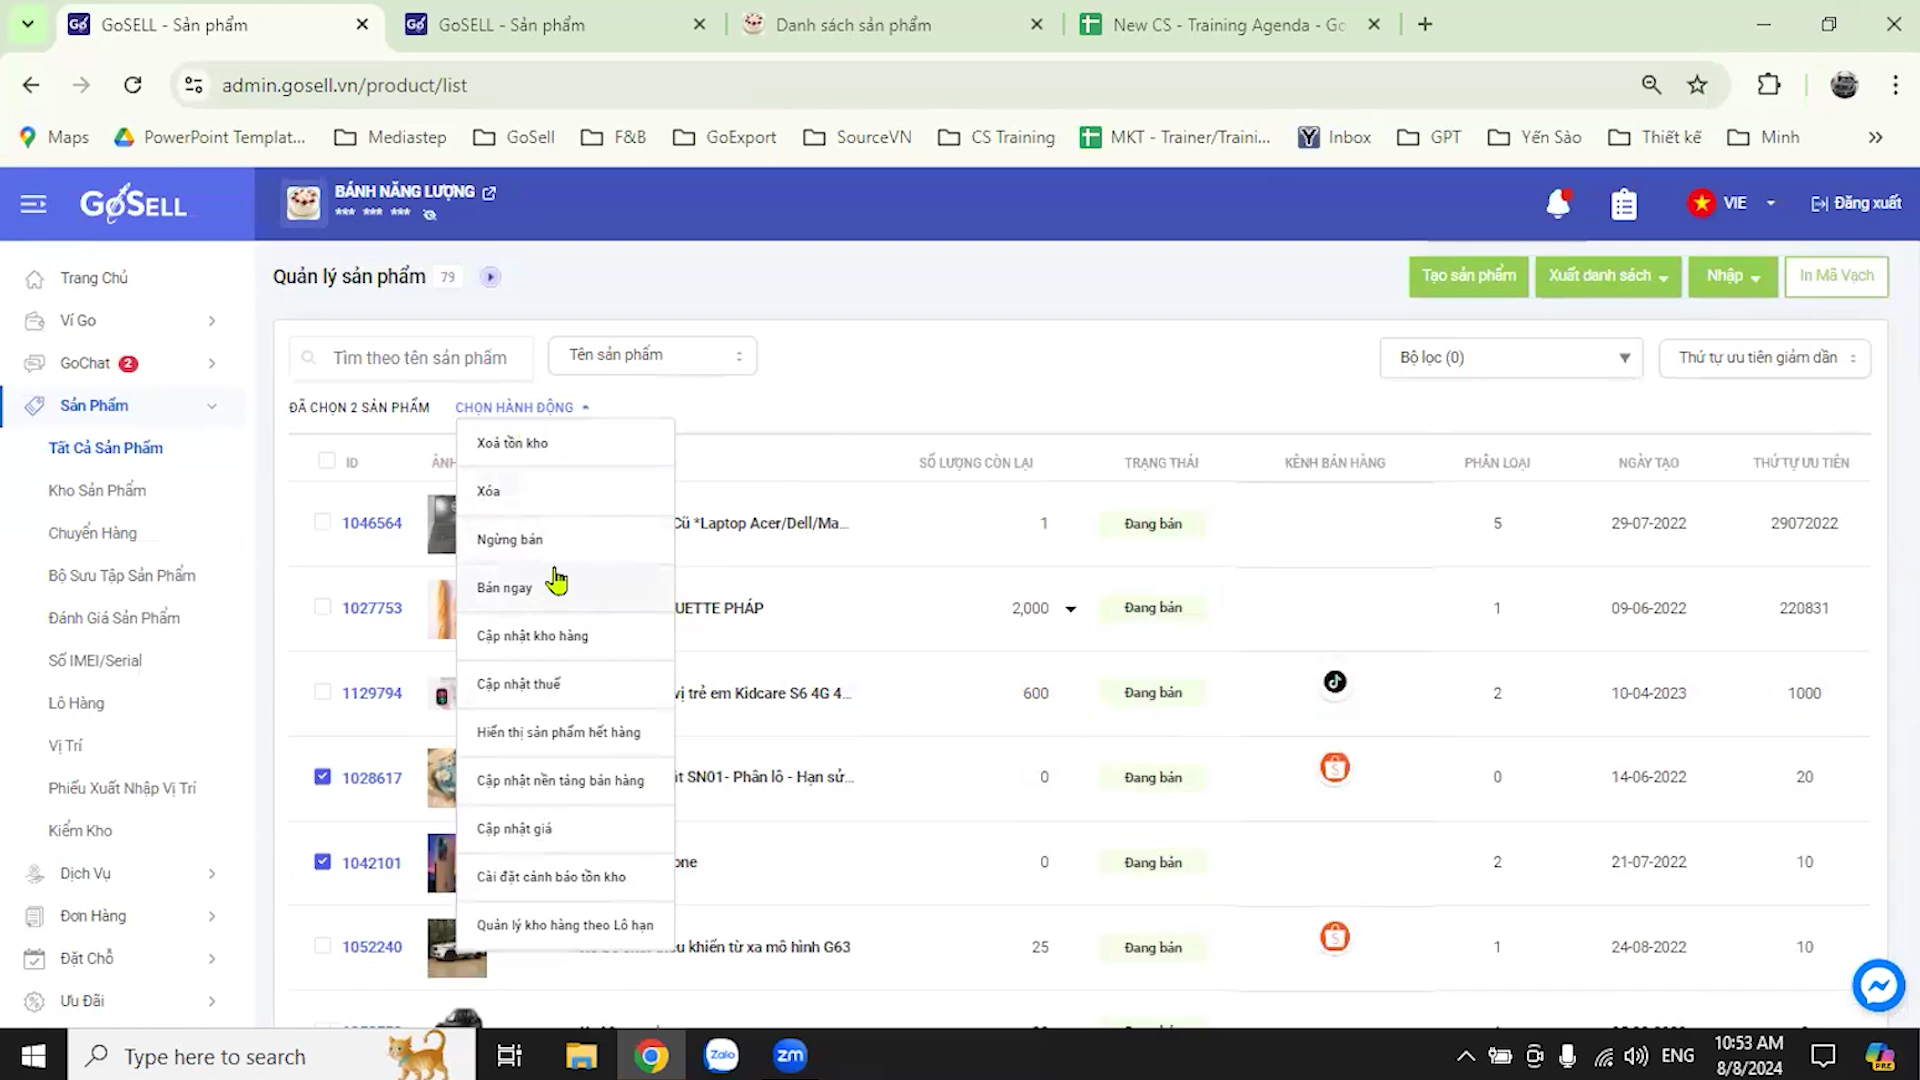 GoSELL - Sản phẩm
GoSELL - Sản phẩm
Danh sách sản phẩm
New CS - Training Agenda - Go
admin.gosell.vn/product/list
Maps
PowerPoint Templat...
Mediastep
GoSell
F&B
GoExport
SourceVN
CS Training
MKT - Trainer/Traini...
Inbox
GPT
Yến Sào
Thiết kế
Minh
GOSELL
BÁNH NĂNG LƯỢNG
*** *** ***
VIE
Đăng xuất
Trang Chủ
Ví Go
GoChat 2
Sản Phẩm
Tất Cả Sản Phẩm
Kho Sản Phẩm
Chuyển Hàng
Bộ Sưu Tập Sản Phẩm
Đánh Giá Sản Phẩm
Số IMEI/Serial
Lô Hàng
Vị Trí
Phiếu Xuất Nhập Vị Trí
Kiểm Kho
Dịch Vụ
Đơn Hàng
Đặt Chỗ
Ưu Đãi
Quản lý sản phẩm 79
Tạo sản phẩm
Xuất danh sách
Nhập
In Mã Vạch
Tìm theo tên sản phẩm
Tên sản phẩm
Bộ lọc (0)
Thứ tự ưu tiên giảm dần
ĐÃ CHỌN 2 SẢN PHẨM
CHỌN HÀNH ĐỘNG
Xoá tồn kho
Xóa
Ngừng bán
Bán ngay
Cập nhật kho hàng
Cập nhật thuế
Hiển thị sản phẩm hết hàng
Cập nhật nền tảng bán hàng
Cập nhật giá
Cài đặt cảnh báo tồn kho
Quản lý kho hàng theo Lô hạn
ID
SỐ LƯỢNG CÒN LẠI
TRẠNG THÁI
KÊNH BÁN HÀNG
PHÂN LOẠI
NGÀY TẠO
THỨ TỰ ƯU TIÊN
1046564 Cũ *Laptop Acer/Dell/Ma... 1 Đang bán 5 29-07-2022 29072022
1027753 UETTE PHÁP 2,000 Đang bán 1 09-06-2022 220831
1129794 vị trẻ em Kidcare S6 4G 4... 600 Đang bán 2 10-04-2023 1000
1028617 SN01- Phân lô - Hạn sử... 0 Đang bán 0 14-06-2022 20
1042101 one 0 Đang bán 2 21-07-2022 10
1052240 khiển từ xa mô hình G63 25 Đang bán 1 24-08-2022 10
Type here to search
Zalo
zm
ENG
10:53 AM
8/8/2024
PRE